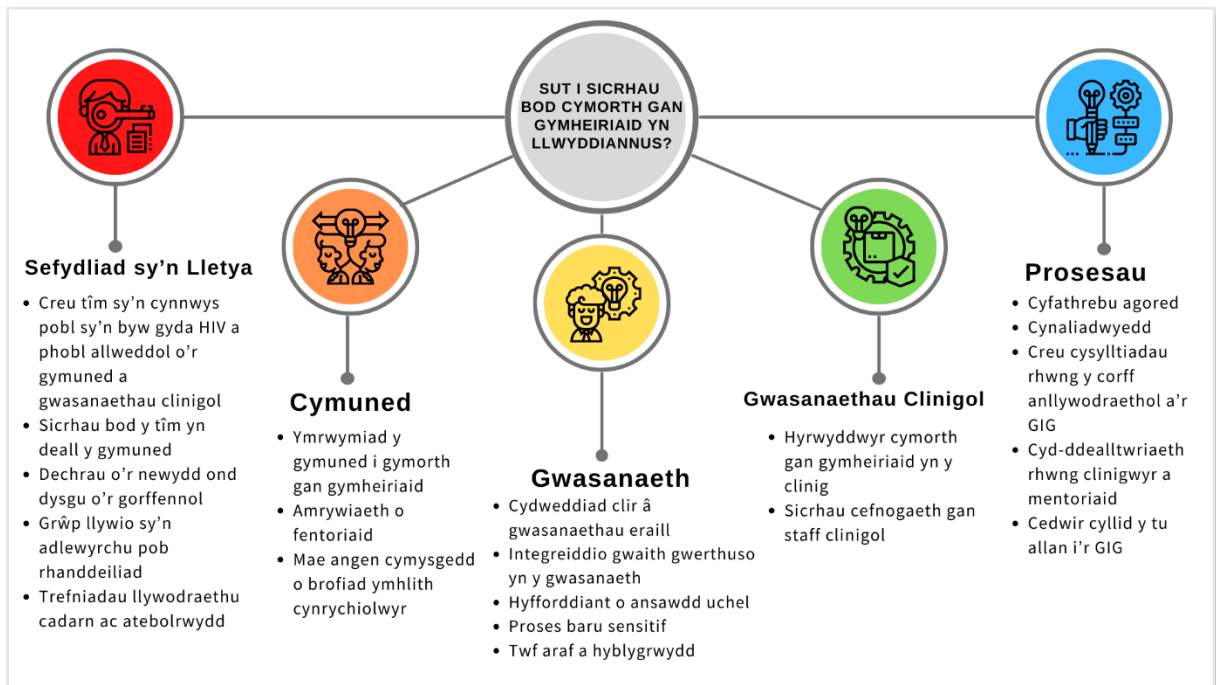 SUT I SICRHAU
BOD CYMORTH GAN
GYMHEIRIAID YN
LLWYDDIANNUS?
Sefydliad sy'n Lletya
• Creu tîm sy'n cynnwys
pobl sy'n byw gyda HIV a
phobl allweddol o'r
gymuned a
gwasanaethau clinigol
• Sicrhau bod y tîm yn
deall y gymuned
• Dechrau o'r newydd ond
dysgu o'r gorffennol
• Grŵp llywio sy'n
adlewyrchu pob
rhanddeiliad
• Trefniadau llywodraethu
cadarn ac atebolrwydd
Cymuned
• Ymrwymiad y
gymuned i gymorth
gan gymheiriaid
• Amrywiaeth o
fentoriaid
• Mae angen cymysgedd
o brofiad ymhlith
cynrychiolwyr
Gwasanaeth
• Cydweddiad clir â
gwasanaethau eraill
• Integreiddio gwaith gwerthuso
yn y gwasanaeth
• Hyfforddiant o ansawdd uchel
• Proses baru sensitif
• Twf araf a hyblygrwydd
Gwasanaethau Clinigol
• Hyrwyddwyr cymorth
gan gymheiriaid yn y
clinig
• Sicrhau cefnogaeth gan
staff clinigol
Prosesau
• Cyfathrebu agored
• Cynaliadwyedd
• Creu cysylltiadau
rhwng y corff
anllywodraethol a'r
GIG
• Cyd-ddealltwriaeth
rhwng clinigwyr a
mentoriaid
• Cedwir cyllid y tu
allan i'r GIG